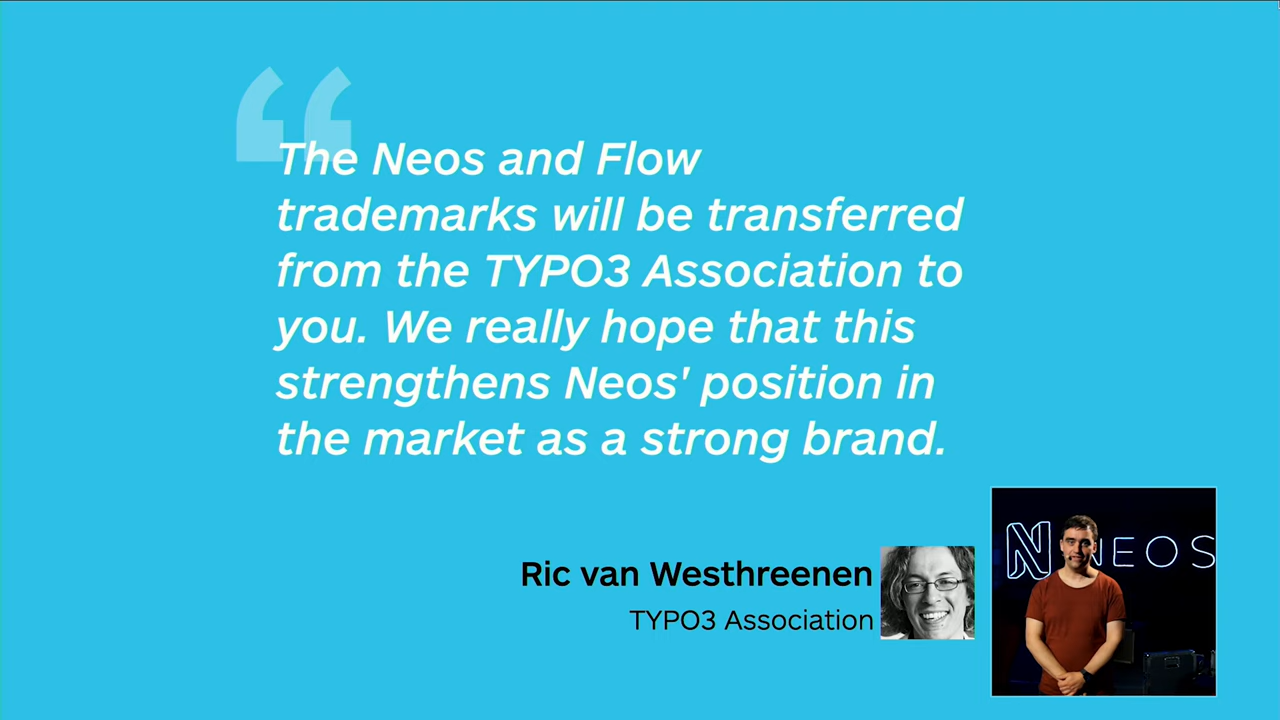 The Neos and Flow
trademarks will be transferred
from the TYPO3 Association to
you. We really hope that this
strengthens Neos' position in
the market as a strong brand.
Ric van Westhreenen
TYPO3 Association
NEOS